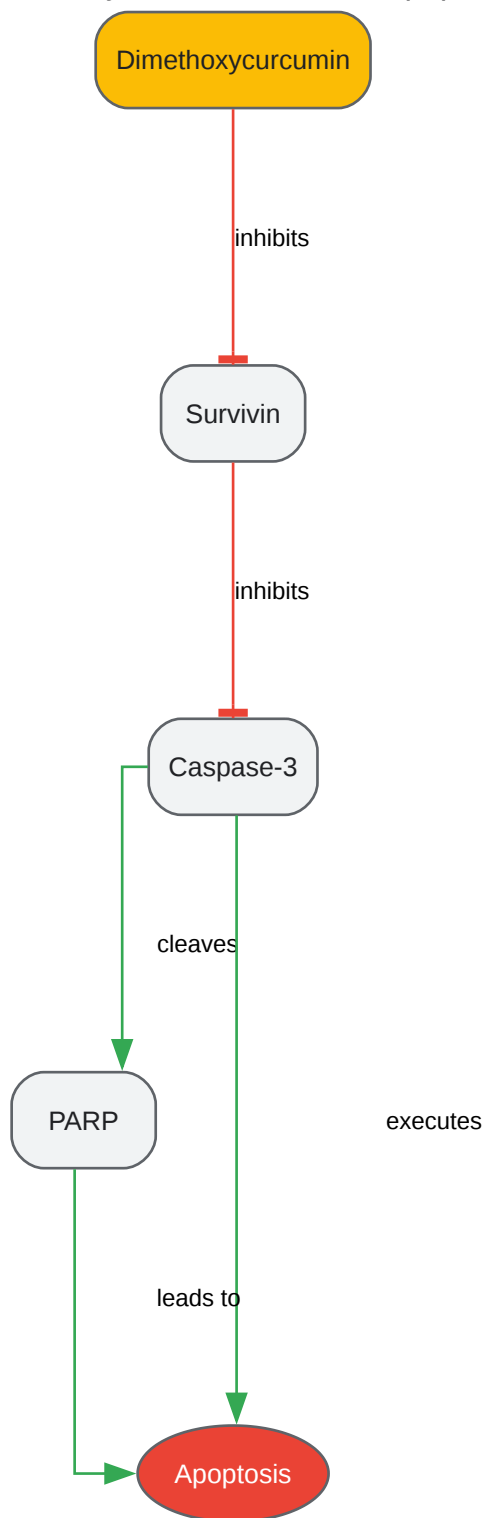 Dimethoxycurcumin
inhibits
Survivin
inhibits
Caspase-3
cleaves
PARP
executes
leads to
Apoptosis